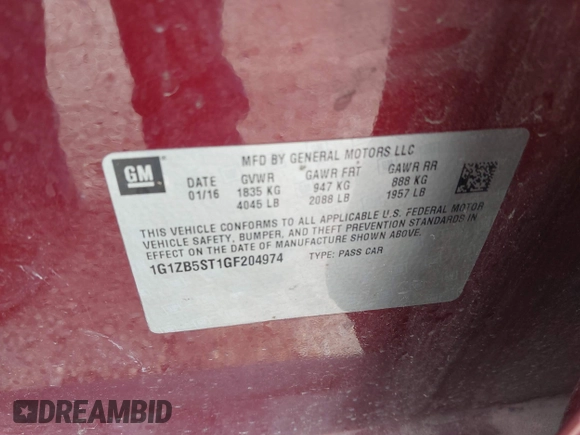 GM
MFD BY GENERAL MOTORS LLC
DATE GVWR GAWR FRT GAWR RR
01/16 1835 KG 947 KG 888 KG
4045 LB 2088 LB 1957 LB
THIS VEHICLE CONFORMS TO ALL APPLICABLE U.S. FEDERAL MOTOR
VEHICLE SAFETY, BUMPER, AND THEFT PREVENTION STANDARDS IN
EFFECT ON THE DATE OF MANUFACTURE SHOWN ABOVE.
1G1ZB5ST1GF204974 TYPE: PASS CAR
DREAMBID